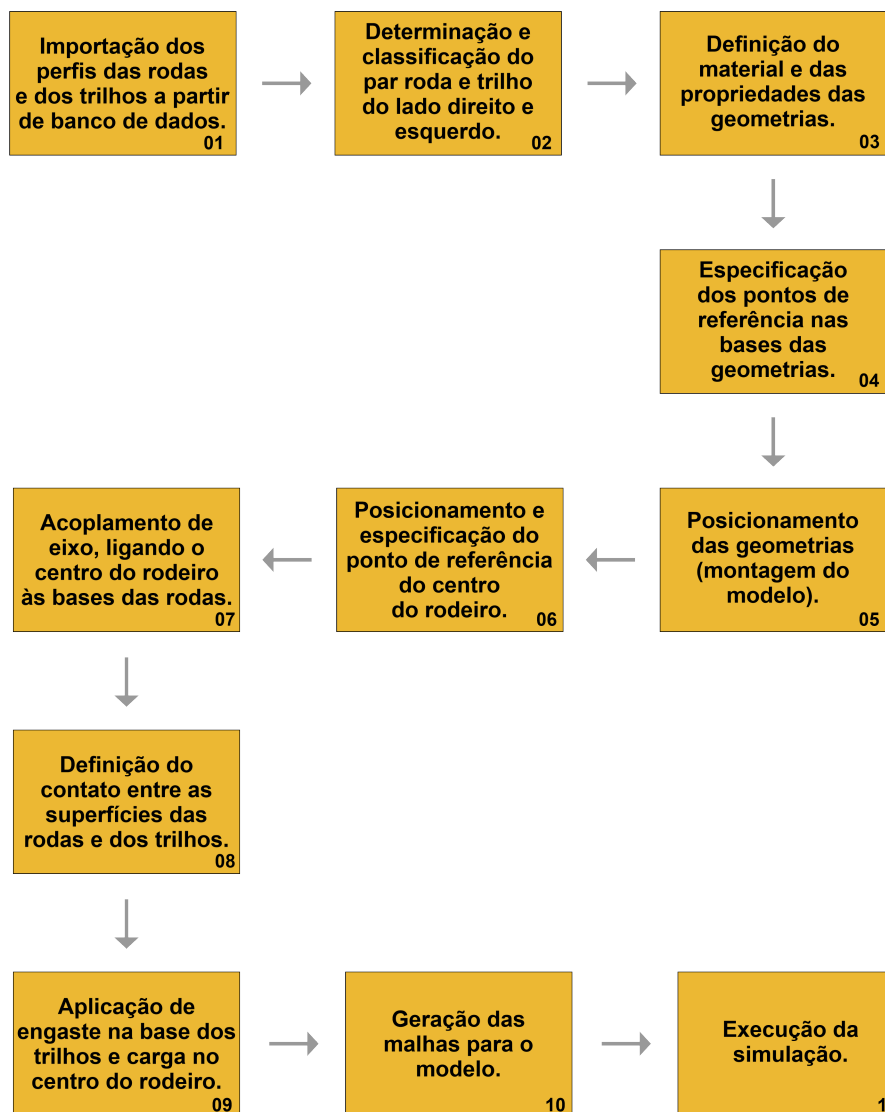 Importação dos
perfis das rodas
e dos trilhos a partir
de banco de dados.
01
Determinação e
classificação do
par roda e trilho
do lado direito e
esquerdo.
02
Definição do
material e das
propriedades das
geometrias.
03
Especificação
dos pontos de
referência nas
bases das
geometrias.
04
Posicionamento
das geometrias
(montagem do
modelo).
05
Posicionamento e
especificação do
ponto de referência
do centro
do rodeiro.
06
Acoplamento de
eixo, ligando o
centro do rodeiro
às bases das rodas.
07
Definição do
contato entre as
superfícies das
rodas e dos trilhos.
08
Aplicação de
engaste na base dos
trilhos e carga no
centro do rodeiro.
09
Geração das
malhas para o
modelo.
10
Execução da
simulação.